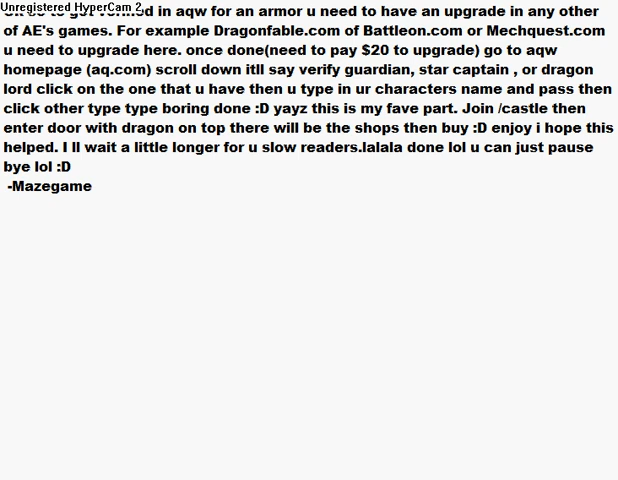 Unregistered HyperCam 2
in aqw for an armor u need to have an upgrade in any other
of AE's games. For example Dragonfable.com of Battleon.com or Mechquest.com
u need to upgrade here. once done(need to pay $20 to upgrade) go to aqw
homepage (aq.com) scroll down itll say verify guardian, star captain , or dragon
lord click on the one that u have then u type in ur characters name and pass then
click other type type boring done :D yayz this is my fave part. Join /castle then
enter door with dragon on top there will be the shops then buy :D enjoy i hope this
helped. I ll wait a little longer for u slow readers.lalala done lol u can just pause
bye lol :D
-Mazegame